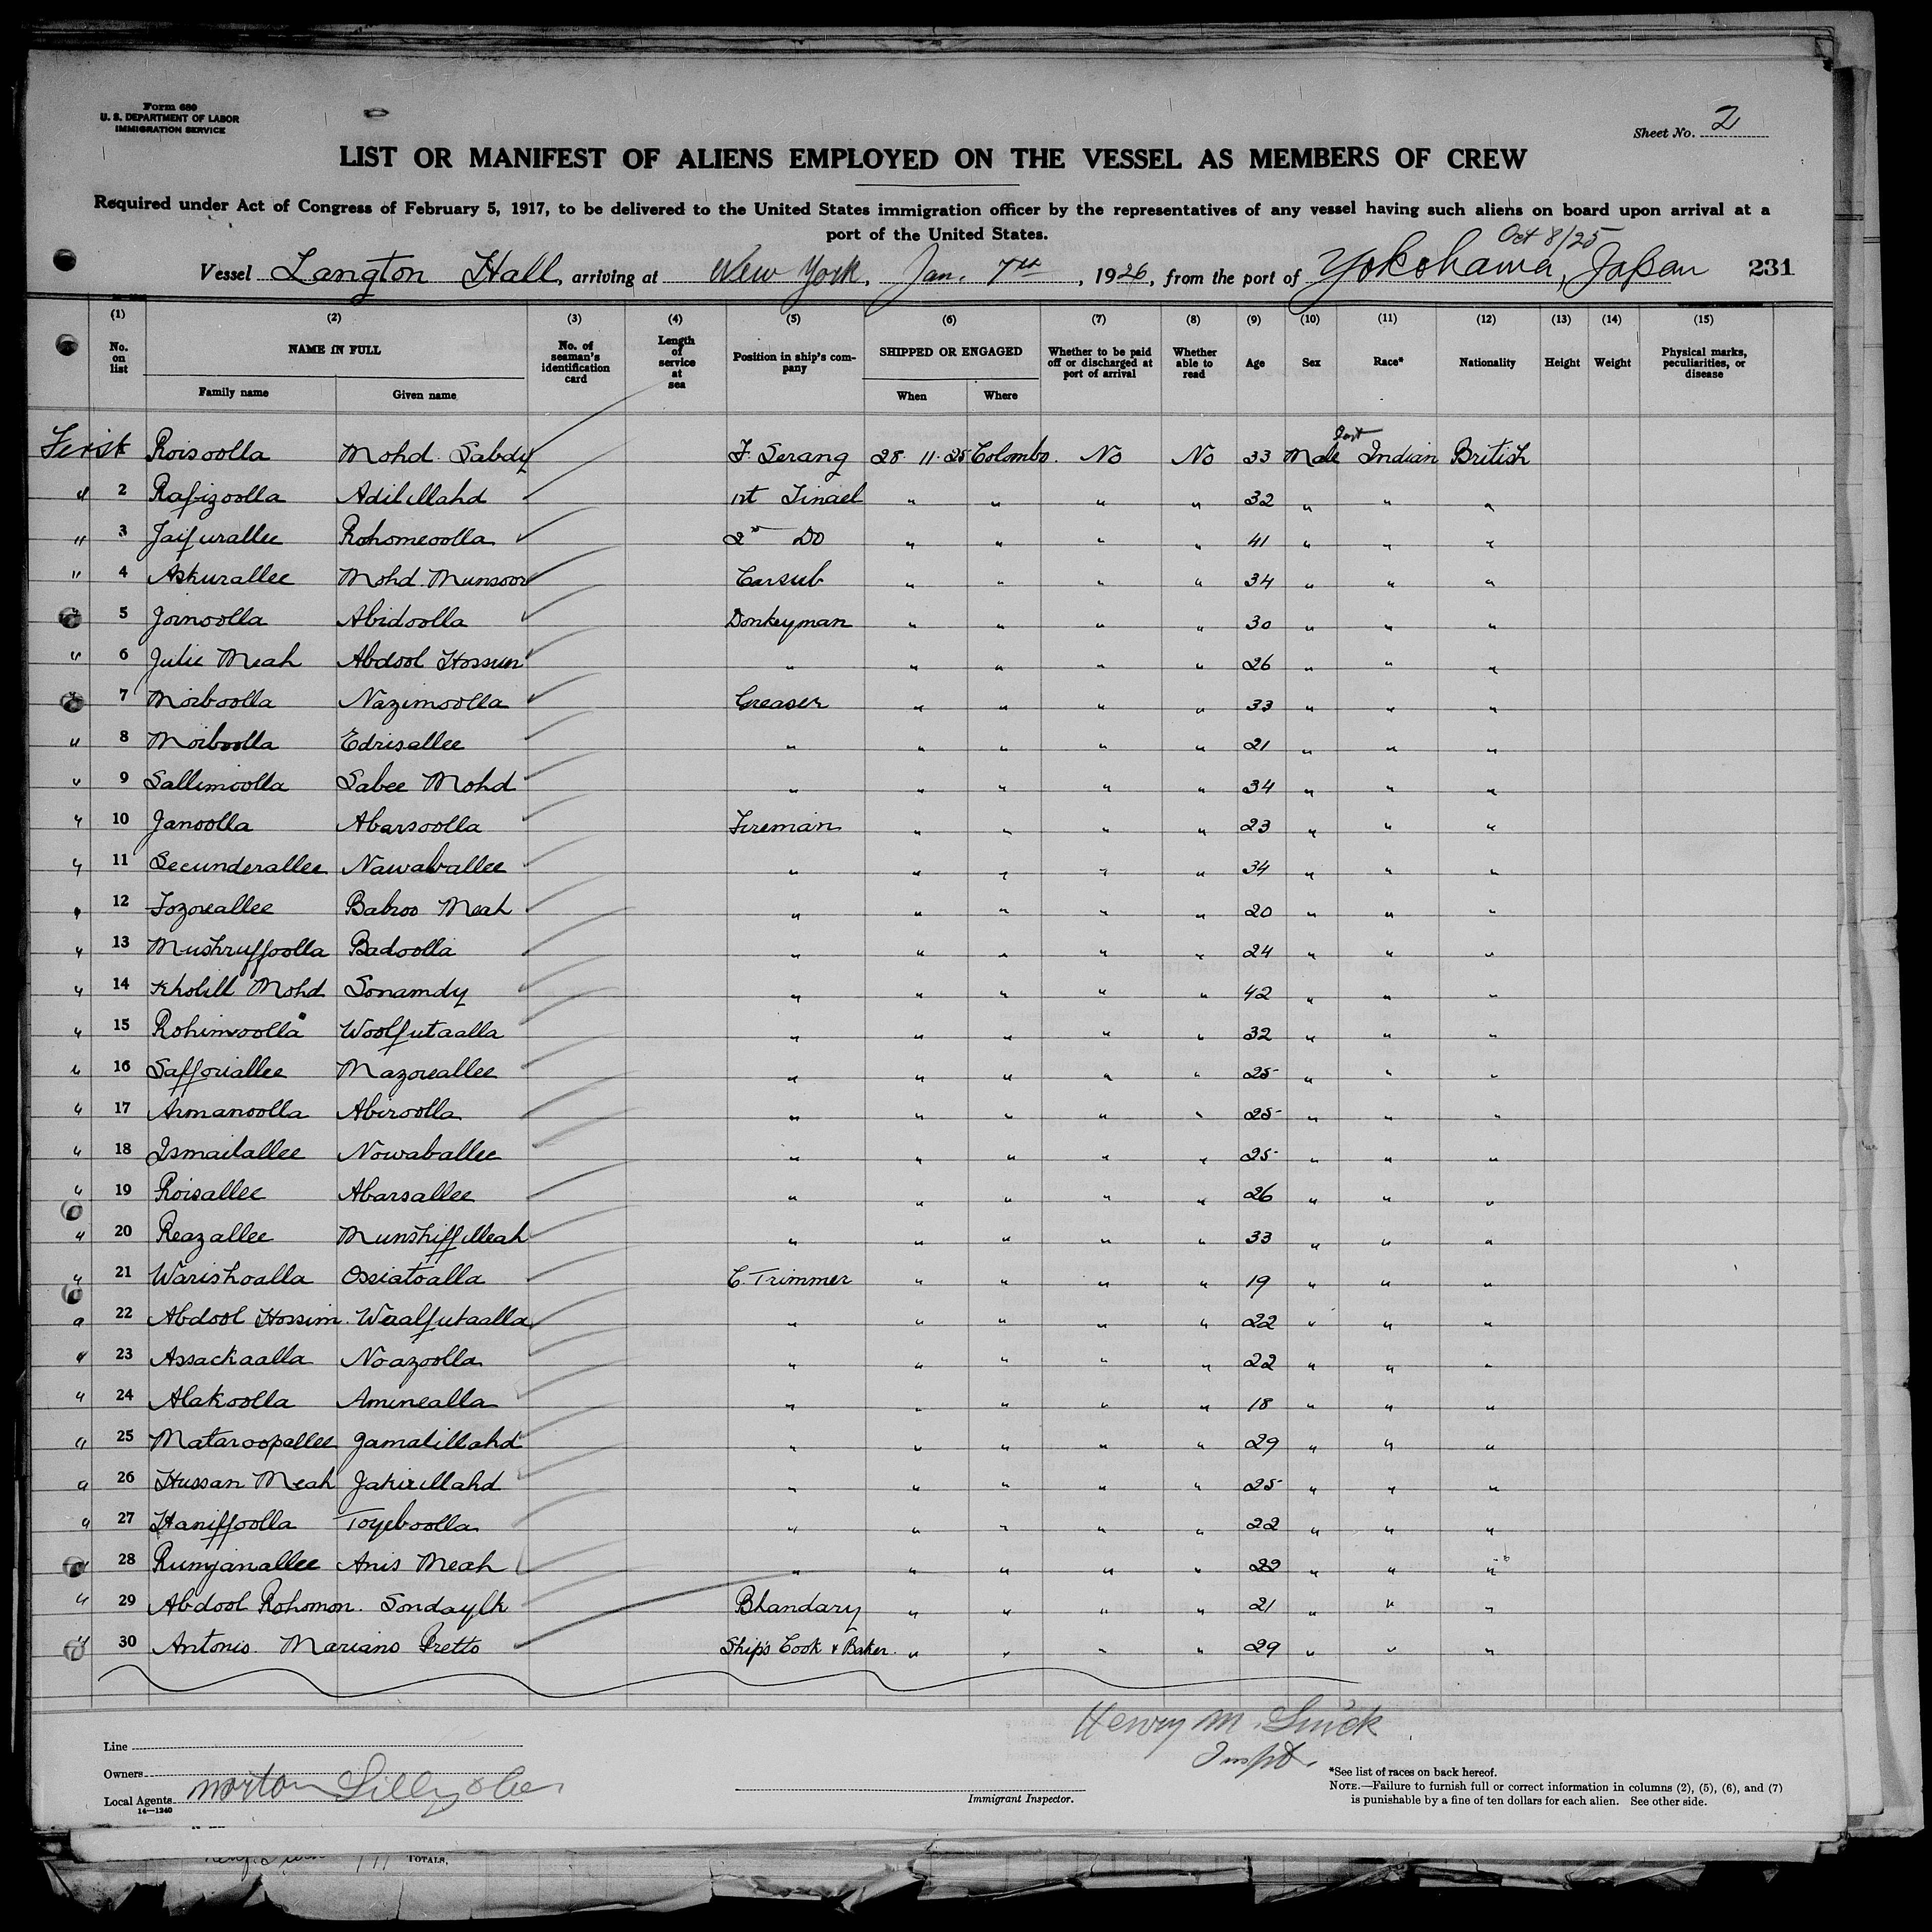 Form 680
U. S. DEPARTMENT OF LABOR
IMMIGRATION SERVICE
Sheet No. 2
LIST OR MANIFEST OF ALIENS EMPLOYED ON THE VESSEL AS MEMBERS OF CREW
Required under Act of Congress of February 5, 1917, to be delivered to the United States immigration officer by the representatives of any vessel having such aliens on board upon arrival at a
port of the United States.
Oct 8/25
Vessel Langton Hall, arriving at New York, Jan. 7th, 1926, from the port of Yokohama, Japan 231
(1) (2) (3) (4) (5) (6) (7) (8) (9) (10) (11) (12) (13) (14) (15)
No. on list NAME IN FULL No. of seaman's identification card Length of service at sea Position in ship's company SHIPPED OR ENGAGED Whether to be paid off or discharged at port of arrival Whether able to read Age Sex Race* Nationality Height Weight Physical marks, peculiarities, or disease
Family name Given name When Where
First Roisoolla Mohd. Sabdy F. Serang 28. 11. 25 Colombo. No No 33 Male East Indian British
" 2 Rafizoolla Adilullahd 1st Tindel " " " " 32 " " "
" 3 Jaifurallee Rohomeoolla 2nd Do " " " " 41 " " "
" 4 Askurallee Mohd. Munsoor Cassub " " " " 34 " " "
" 5 Joinoolla Abidoolla Donkeyman " " " " 30 " " "
" 6 Julie Meah Abdool Hossun " " " " " 26 " " "
" 7 Moiboolla Nazimoolla Greaser " " " " 33 " " "
" 8 Moiboolla Edrisallee " " " " " 21 " " "
" 9 Sallimoolla Sabee Mohd " " " " " 34 " " "
" 10 Janoolla Abarsoolla Fireman " " " " 23 " " "
" 11 Secunderallee Nawaballee " " " " " 34 " " "
" 12 Fozoreallee Babroo Meah " " " " " 20 " " "
" 13 Mushruffoolla Badoolla " " " " " 24 " " "
" 14 Kholill Mohd Sonamdy " " " " " 42 " " "
" 15 Rohimoolla Woolfutaalla " " " " " 32 " " "
" 16 Safforiallee Mazoreallee " " " " " 25 " " "
" 17 Armanoolla Abiroolla " " " " " 25 " " "
" 18 Ismailallee Nowaballee " " " " " 25 " " "
" 19 Roisallee Abarsallee " " " " " 26 " " "
" 20 Reazallee Munshiff Meah " " " " " 33 " " "
" 21 Warishoalla Ossiatoalla C. Trimmer " " " " 19 " " "
" 22 Abdool Hossim. Waalfutaalla " " " " " 22 " " "
" 23 Assackaalla Noazoolla " " " " " 22 " " "
" 24 Alakoolla Aminealla " " " " " 18 " " "
" 25 Mataroopallee Jamalillahd " " " " " 29 " " "
" 26 Hussan Meah Jakirullahd " " " " " 25 " " "
" 27 Haniffoolla Toyeboolla " " " " " 22 " " "
" 28 Rumjanallee Anis Meah " " " " " 22 " " "
" 29 Abdool Rohomon. Sondaylk Bhandary " " " " 21 " " "
" 30 Antonio. Mariano Pretto Ship's Cook & Baker. " " " " 29 " " "
Henry M.
Inspt.
Line
Owners
Local Agents Norton Lilly & Co.
14—1240
Immigrant Inspector.
*See list of races on back hereof.
NOTE.—Failure to furnish full or correct information in columns (2), (5), (6), and (7)
is punishable by a fine of ten dollars for each alien. See other side.
TOTALS,